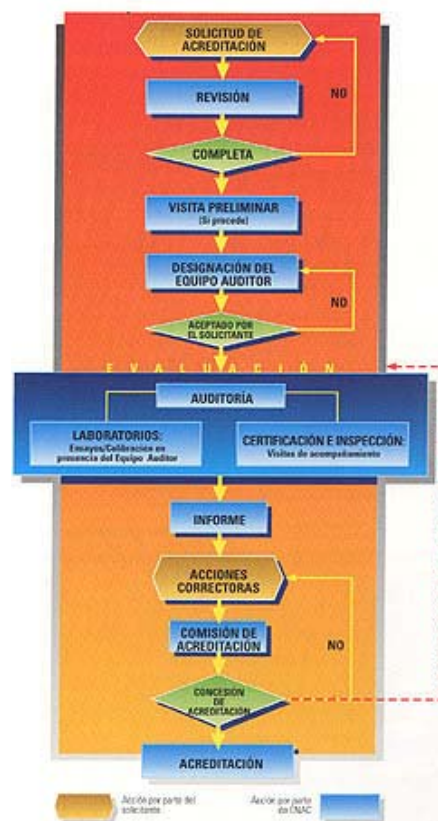 SOLICITUD DE
ACREDITACIÓN
NO
REVISIÓN
COMPLETA
VISITA PRELIMINAR
(Si procede)
DESIGNACIÓN DEL
EQUIPO AUDITOR
NO
ACEPTADO POR
EL SOLICITANTE
EVALUACIÓN
AUDITORÍA
LABORATORIOS:
Ensayos/Calibración en
presencia del Equipo Auditor
CERTIFICACIÓN E INSPECCIÓN:
Visitas de acompañamiento
INFORME
ACCIONES
CORRECTORAS
COMISIÓN DE
ACREDITACIÓN
NO
CONCESIÓN
DE
ACREDITACIÓN
ACREDITACIÓN
Acción por parte del
solicitante
Acción por parte
de ENAC